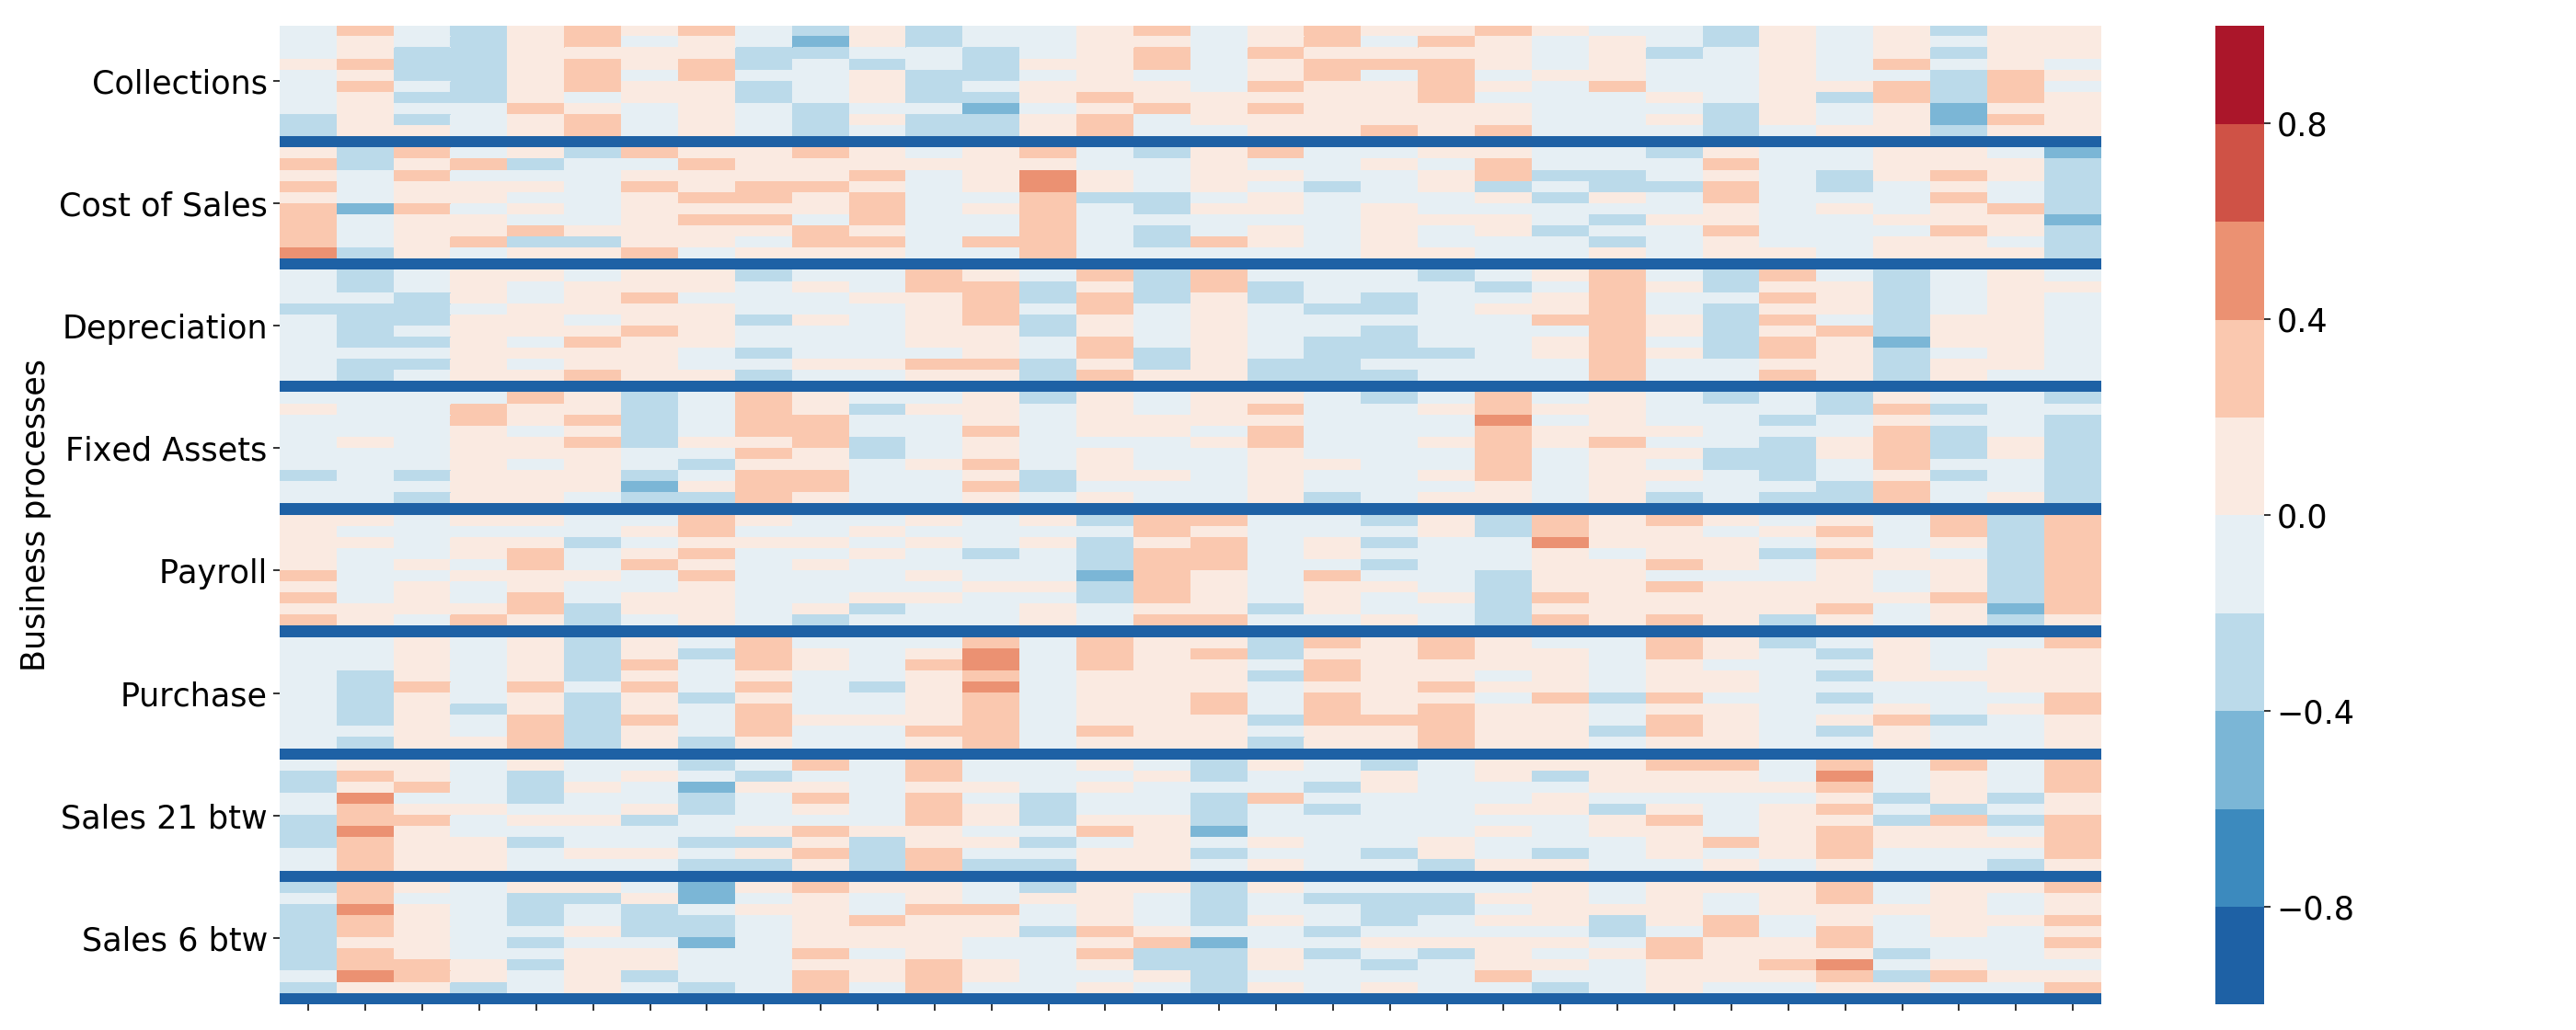 Business processes
Collections
Cost of Sales
Depreciation
Fixed Assets
Payroll
Purchase
Sales 21 btw
Sales 6 btw
0.8
0.4
0.0
−0.4
−0.8